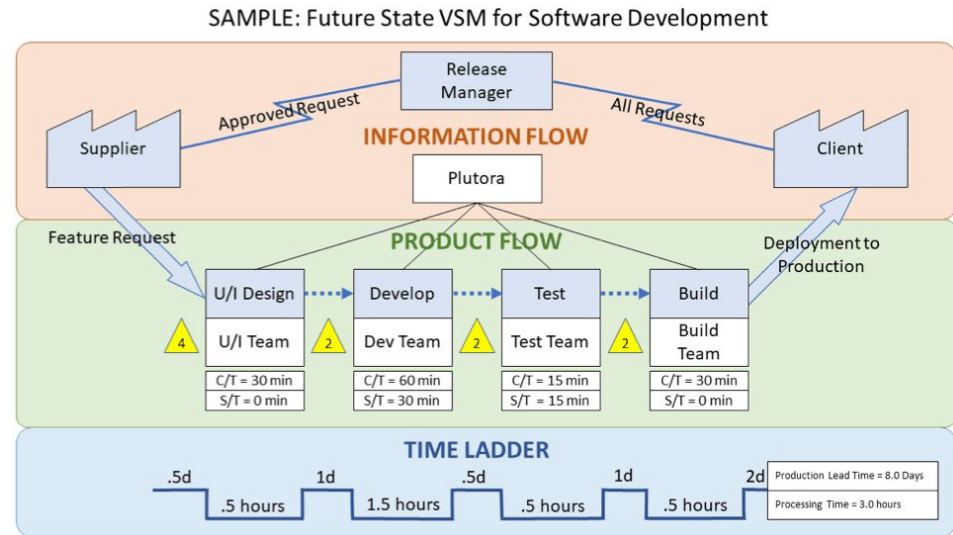 SAMPLE: Future State VSM for Software Development
Release
Manager
Approved Request
All Requests
Supplier
INFORMATION FLOW
Client
Plutora
Feature Request
PRODUCT FLOW
Deployment to
Production
U/I Design
Develop
Test
Build
4
U/I Team
2
Dev Team
2
Test Team
2
Build
Team
C/T = 30 min
S/T = 0 min
C/T = 60 min
S/T = 30 min
C/T = 15 min
S/T = 15 min
C/T = 30 min
S/T = 0 min
TIME LADDER
.5d
1d
.5d
1d
2d
.5 hours
1.5 hours
.5 hours
.5 hours
Production Lead Time = 8.0 Days
Processing Time = 3.0 hours